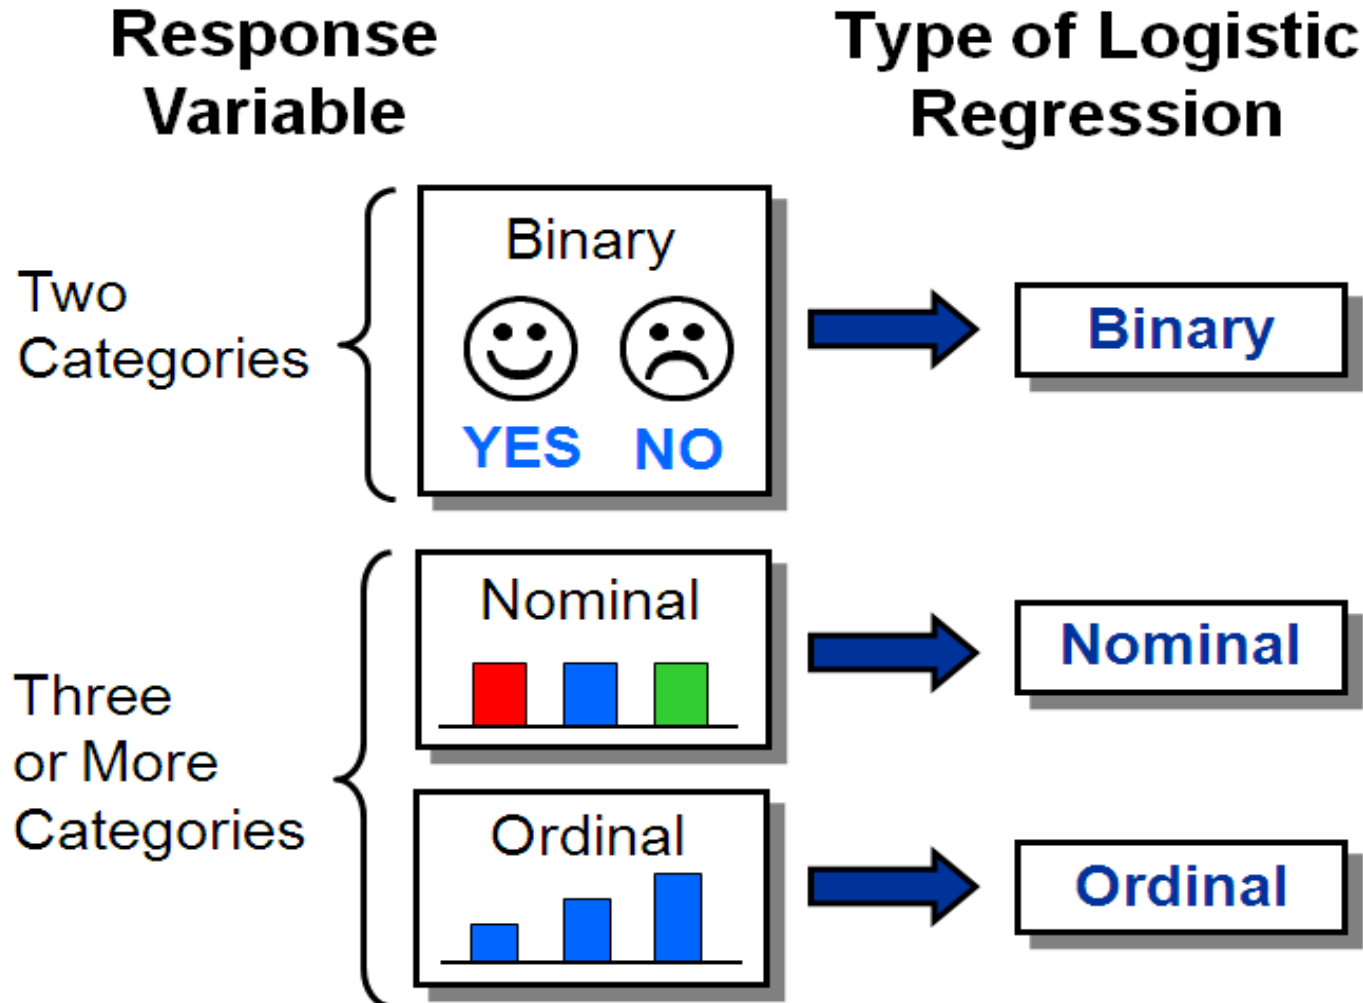 Response
Variable
Type of Logistic
Regression
Two
Categories
Binary
YES NO
Binary
Three
or More
Categories
Nominal
Nominal
Ordinal
Ordinal